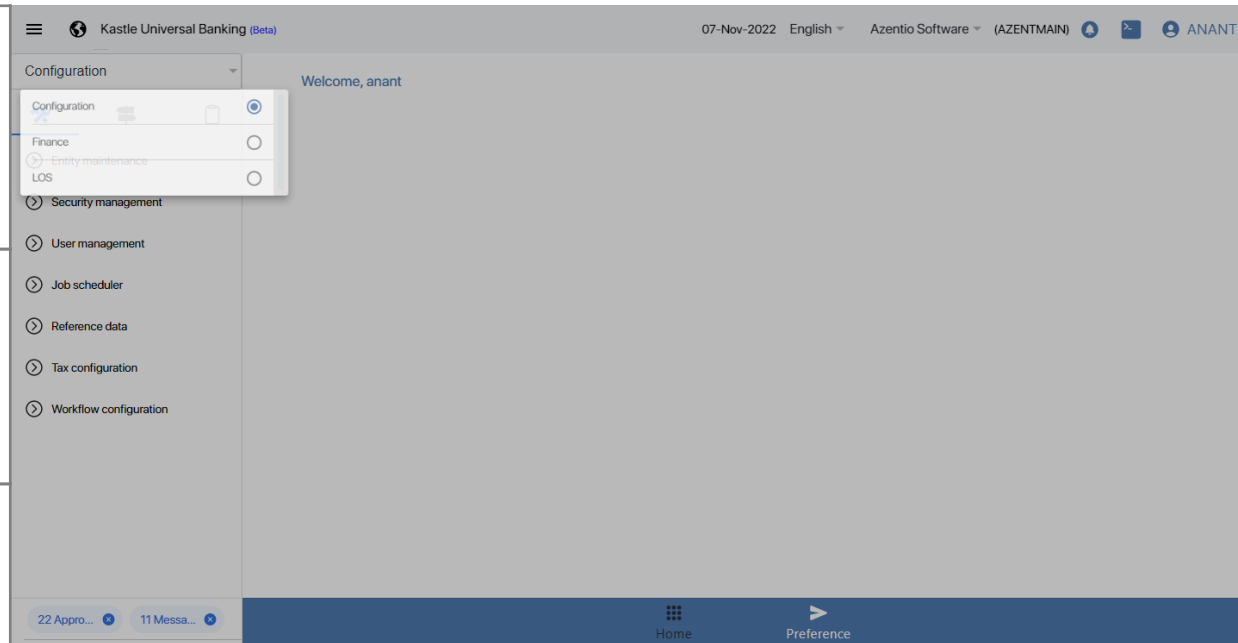 Kastle Universal Banking (Beta)
07-Nov-2022 English Azentio Software (AZENTMAIN) ANANT
Configuration
Welcome, anant
Configuration
Finance
Entity maintenance
LOS
Security management
User management
Job scheduler
Reference data
Tax configuration
Workflow configuration
22 Appro... 11 Messa...
Home Preference